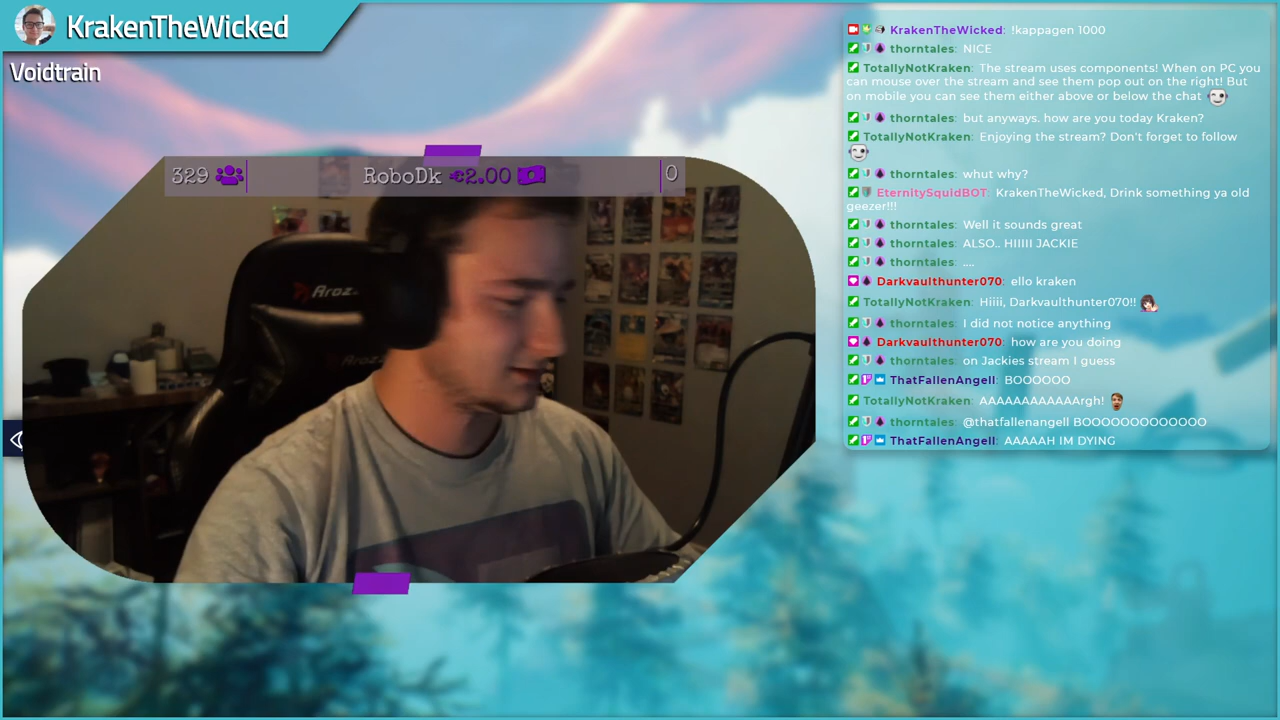 KrakenTheWicked
Voidtrain
329
RoboDk €2.00
0
Aroz
KrakenTheWicked: !kappagen 1000
thorntales: NICE
TotallyNotKraken: The stream uses components! When on PC you
can mouse over the stream and see them pop out on the right! But
on mobile you can see them either above or below the chat
thorntales: but anyways. how are you today Kraken?
TotallyNotKraken: Enjoying the stream? Don't forget to follow
thorntales: whut why?
EternitySquidBOT: KrakenTheWicked, Drink something ya old
geezer!!!
thorntales: Well it sounds great
thorntales: ALSO.. HIIIII JACKIE
thorntales: ....
Darkvaulthunter070: ello kraken
TotallyNotKraken: Hiiii, Darkvaulthunter070!!
thorntales: I did not notice anything
Darkvaulthunter070: how are you doing
thorntales: on Jackies stream I guess
ThatFallenAngell: BOOOOOO
TotallyNotKraken: AAAAAAAAAAAArgh!
thorntales: @thatfallenangell BOOOOOOOOOOOOO
ThatFallenAngell: AAAAAH IM DYING